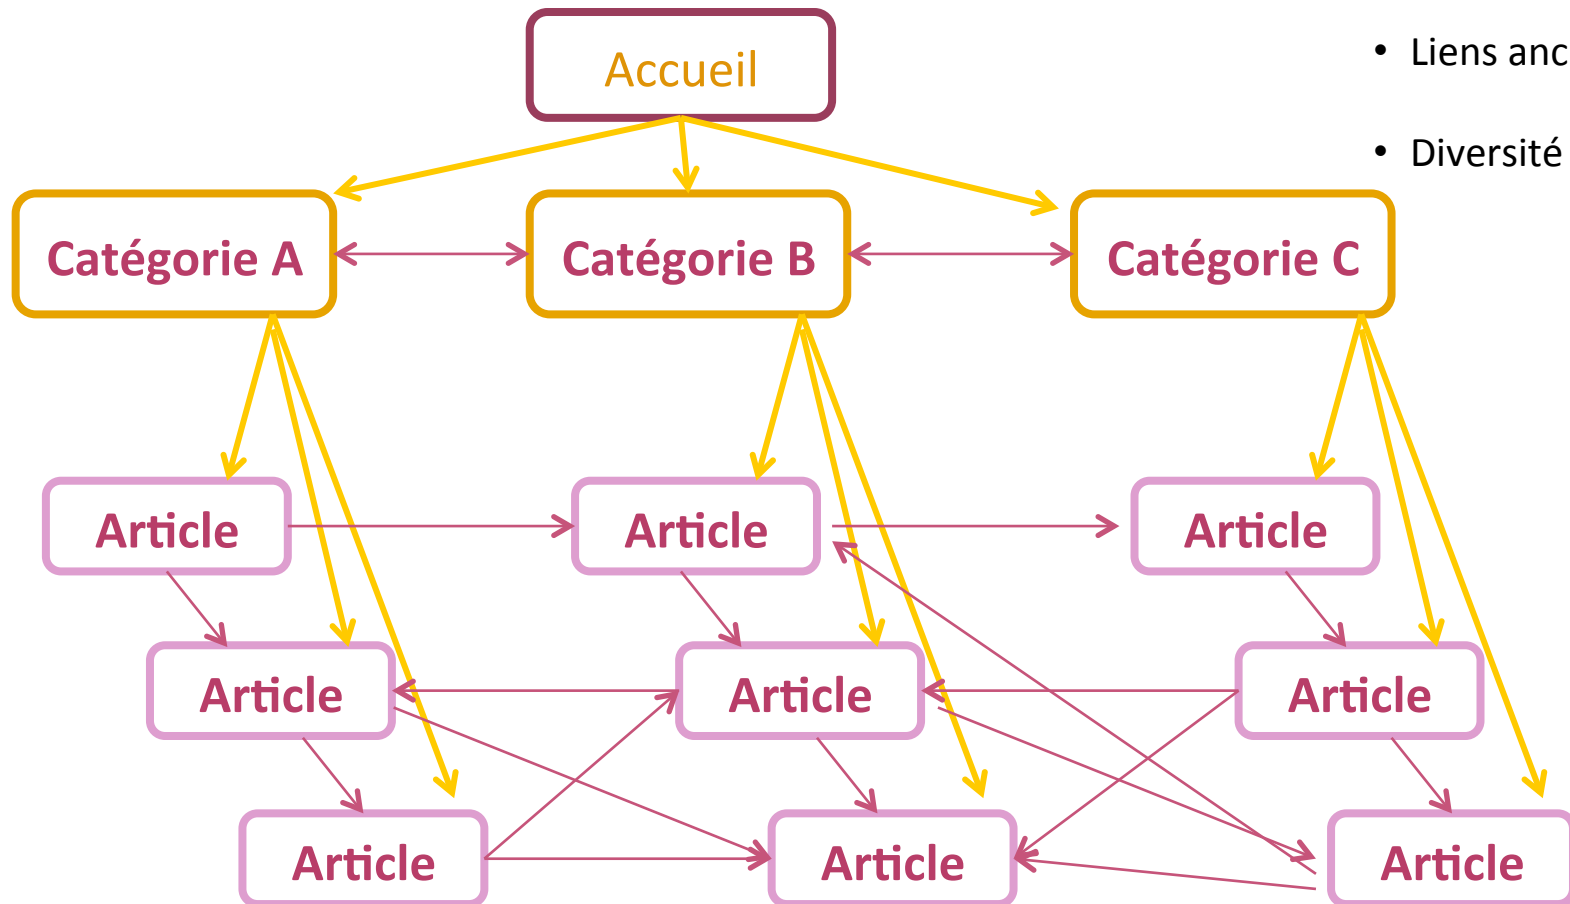 Accueil
• Liens anc
• Diversité
Catégorie A
Catégorie B
Catégorie C
Article
Article
Article
Article
Article
Article
Article
Article
Article